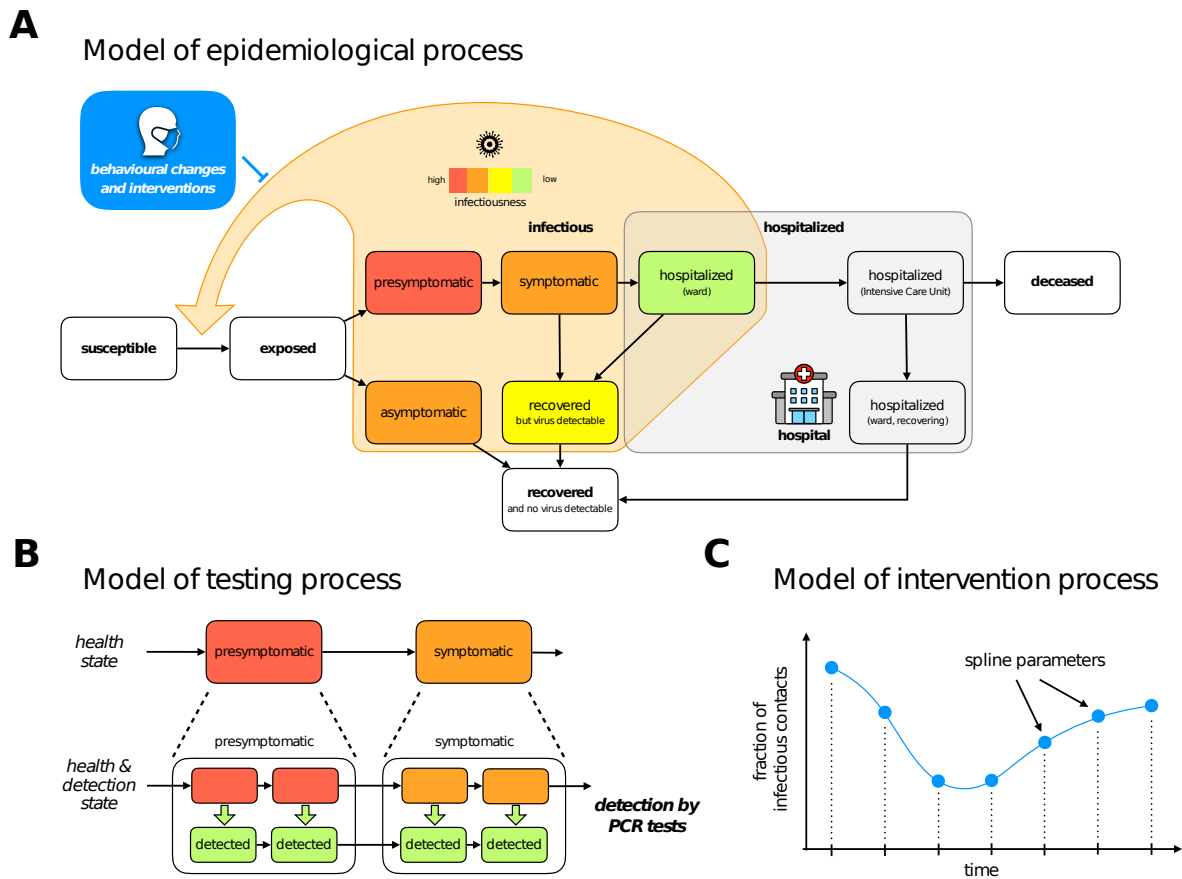 A
Model of epidemiological process
behavioural changes
and interventions
high
low
infectiousness
infectious
hospitalized
presymptomatic
symptomatic
hospitalized
(ward)
hospitalized
(Intensive Care Unit)
deceased
susceptible
exposed
asymptomatic
recovered
but virus detectable
hospital
hospitalized
(ward, recovering)
recovered
and no virus detectable
B
Model of testing process
health
state
presymptomatic
symptomatic
presymptomatic
symptomatic
health &
detection
state
detected
detected
detected
detected
detection by
PCR tests
C
Model of intervention process
spline parameters
fraction of
infectious contacts
time